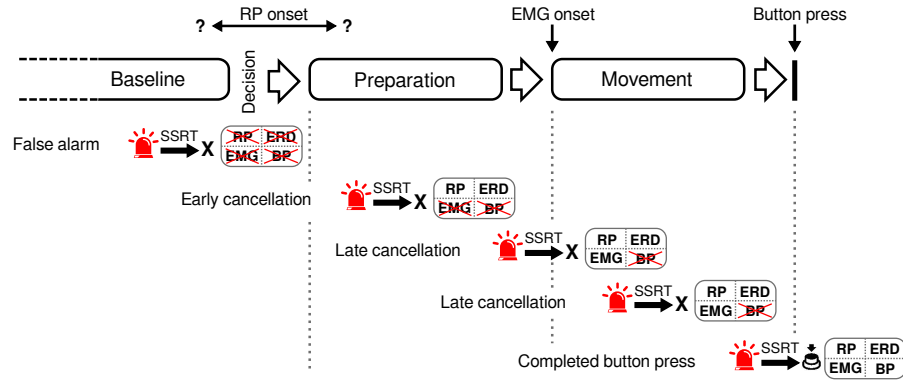 ? RP onset ?
EMG onset
Button press
Baseline
Decision
Preparation
Movement
False alarm
SSRT
X
RP ERD
EMG BP
Early cancellation
SSRT
X
RP ERD
EMG BP
Late cancellation
SSRT
X
RP ERD
EMG BP
Late cancellation
SSRT
X
RP ERD
EMG BP
Completed button press
SSRT
RP ERD
EMG BP